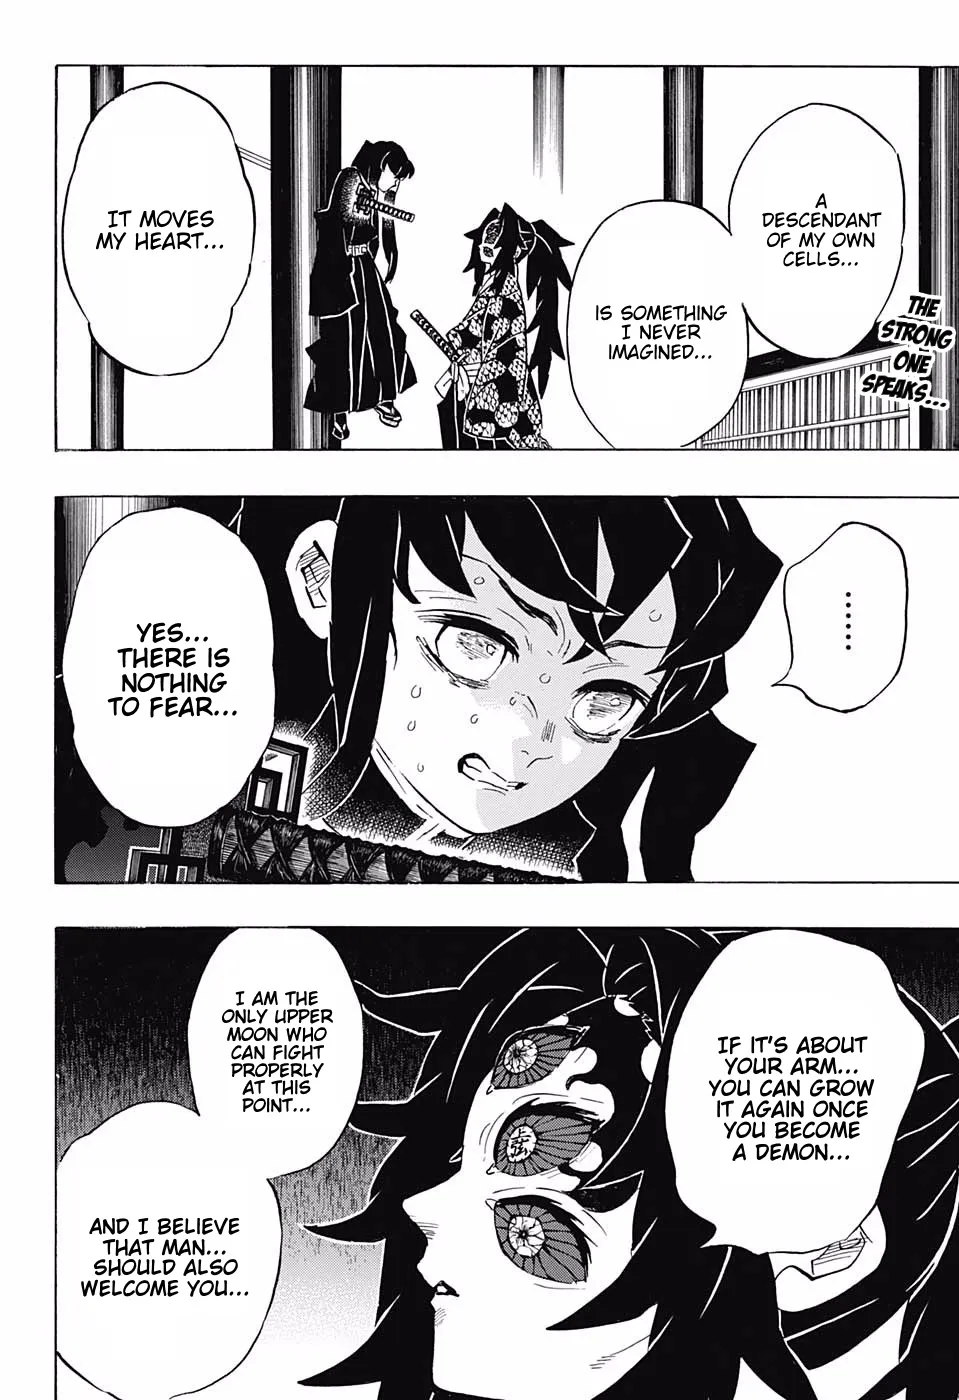 THE
STRONG
ONE
SPEAKS...
A
DESCENDANT
OF MY OWN
CELLS...
IS SOMETHING
I NEVER
IMAGINED...
IT MOVES
MY HEART...
......
YES...
THERE IS
NOTHING
TO FEAR...
IF IT'S ABOUT
YOUR ARM...
YOU CAN GROW
IT AGAIN ONCE
YOU BECOME
A DEMON...
I AM THE
ONLY UPPER
MOON WHO
CAN FIGHT
PROPERLY
AT THIS
POINT...
上弦
AND I BELIEVE
THAT MAN...
SHOULD ALSO
WELCOME YOU...